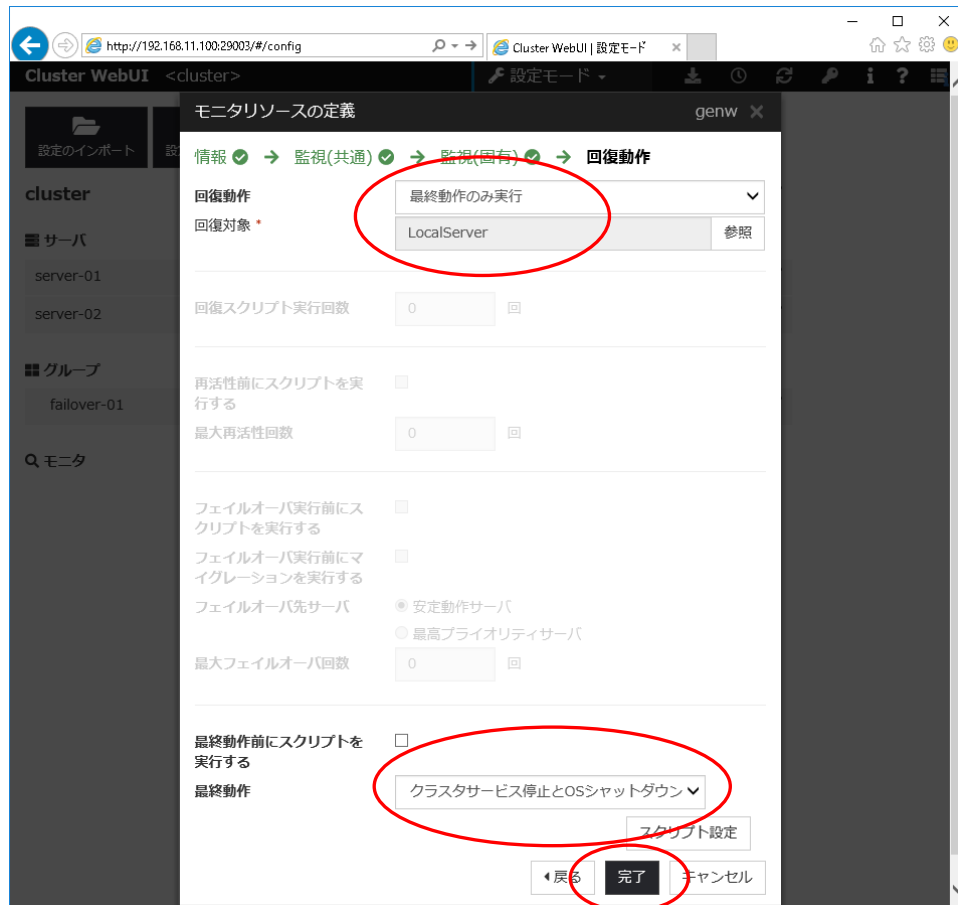 http://192.168.11.100:29003/#/config
Cluster WebUI | 設定モード
Cluster WebUI <cluster>
設定モード
モニタリソースの定義
genw
設定のインポート
情報 → 監視(共通) → 監視(固有) → 回復動作
cluster
回復動作
最終動作のみ実行
回復対象 *
LocalServer
参照
サーバ
server-01
server-02
回復スクリプト実行回数
0
回
グループ
failover-01
再活性前にスクリプトを実
行する
最大再活性回数
0
回
モニタ
フェイルオーバ実行前にス
クリプトを実行する
フェイルオーバ実行前にマ
イグレーションを実行する
フェイルオーバ先サーバ
安定動作サーバ
最高プライオリティサーバ
最大フェイルオーバ回数
0
回
最終動作前にスクリプトを
実行する
最終動作
クラスタサービス停止とOSシャットダウン
スクリプト設定
戻る
完了
キャンセル